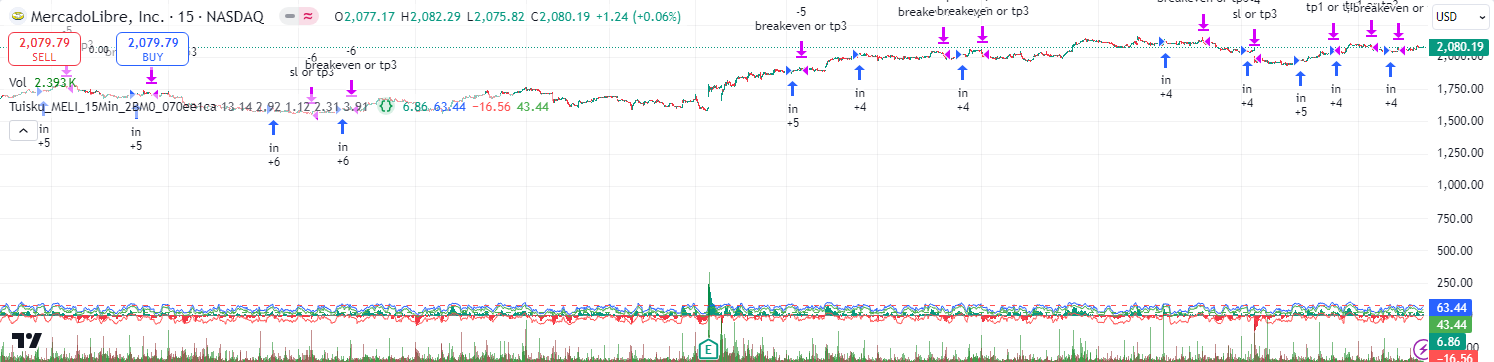 MercadoLibre, Inc. · 15 · NASDAQ
O2,077.17 H2,082.29 L2,075.82 C2,080.19 +1.24 (+0.06%)
2,079.79
SELL
0.00
2,079.79
BUY
Vol 2.393 K
Tuisku_MELI_15Min_2BM0_070ee1ca 13 14 2.92 1.12 2.31 3.91 {} 6.86 63.44 −16.56 43.44
in
+5
in
+5
-6
sl or tp3
in
+6
-6
breakeven or tp3
in
+6
-5
breakeven or tp3
in
+5
in
+4
breakeven or tp3
in
+4
in
+4
breakeven or tp3
sl or tp3
in
+4
in
+5
tp1 or
in
+4
breakeven or
in
+4
USD
2,080.19
2,000.00
1,750.00
1,500.00
1,250.00
1,000.00
750.00
500.00
250.00
63.44
43.44
6.86
−16.56
E